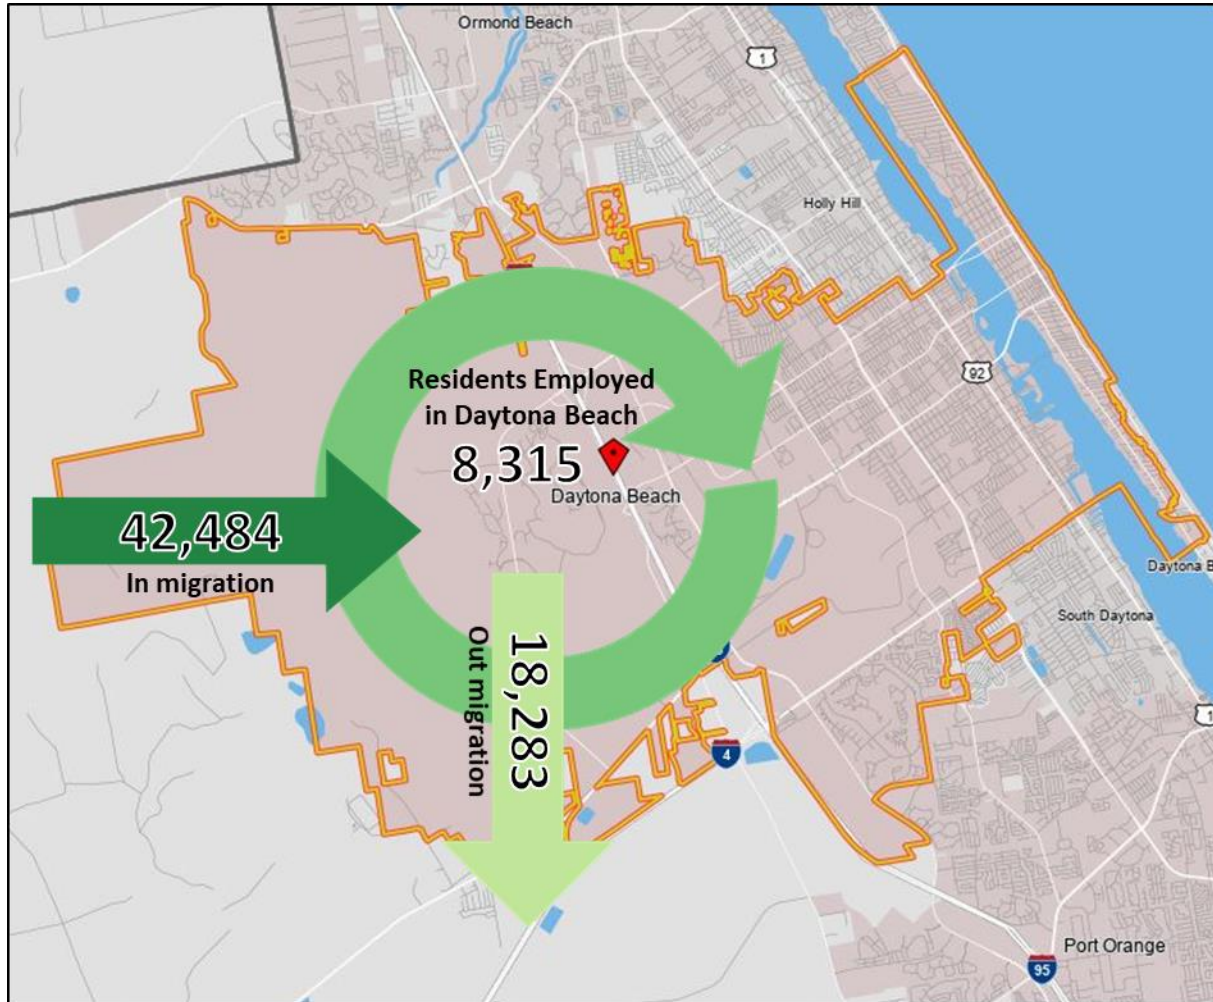 Ormond Beach
1
Holly Hill
92
Residents Employed
in Daytona Beach
8,315
Daytona Beach
42,484
In migration
18,283
Out migration
Daytona B
South Daytona
1
4
Port Orange
95